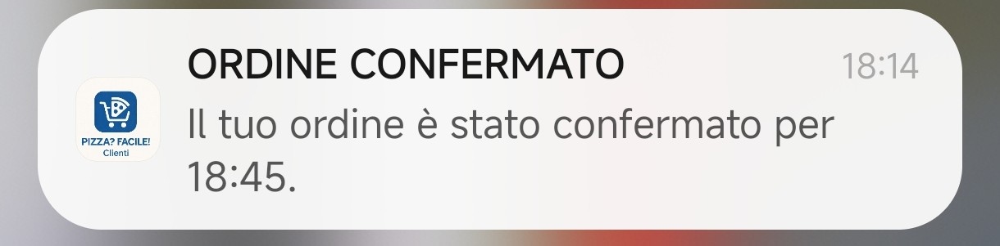 ORDINE CONFERMATO
18:14
Il tuo ordine è stato confermato per
18:45.
PIZZA? FACILE!
Clienti